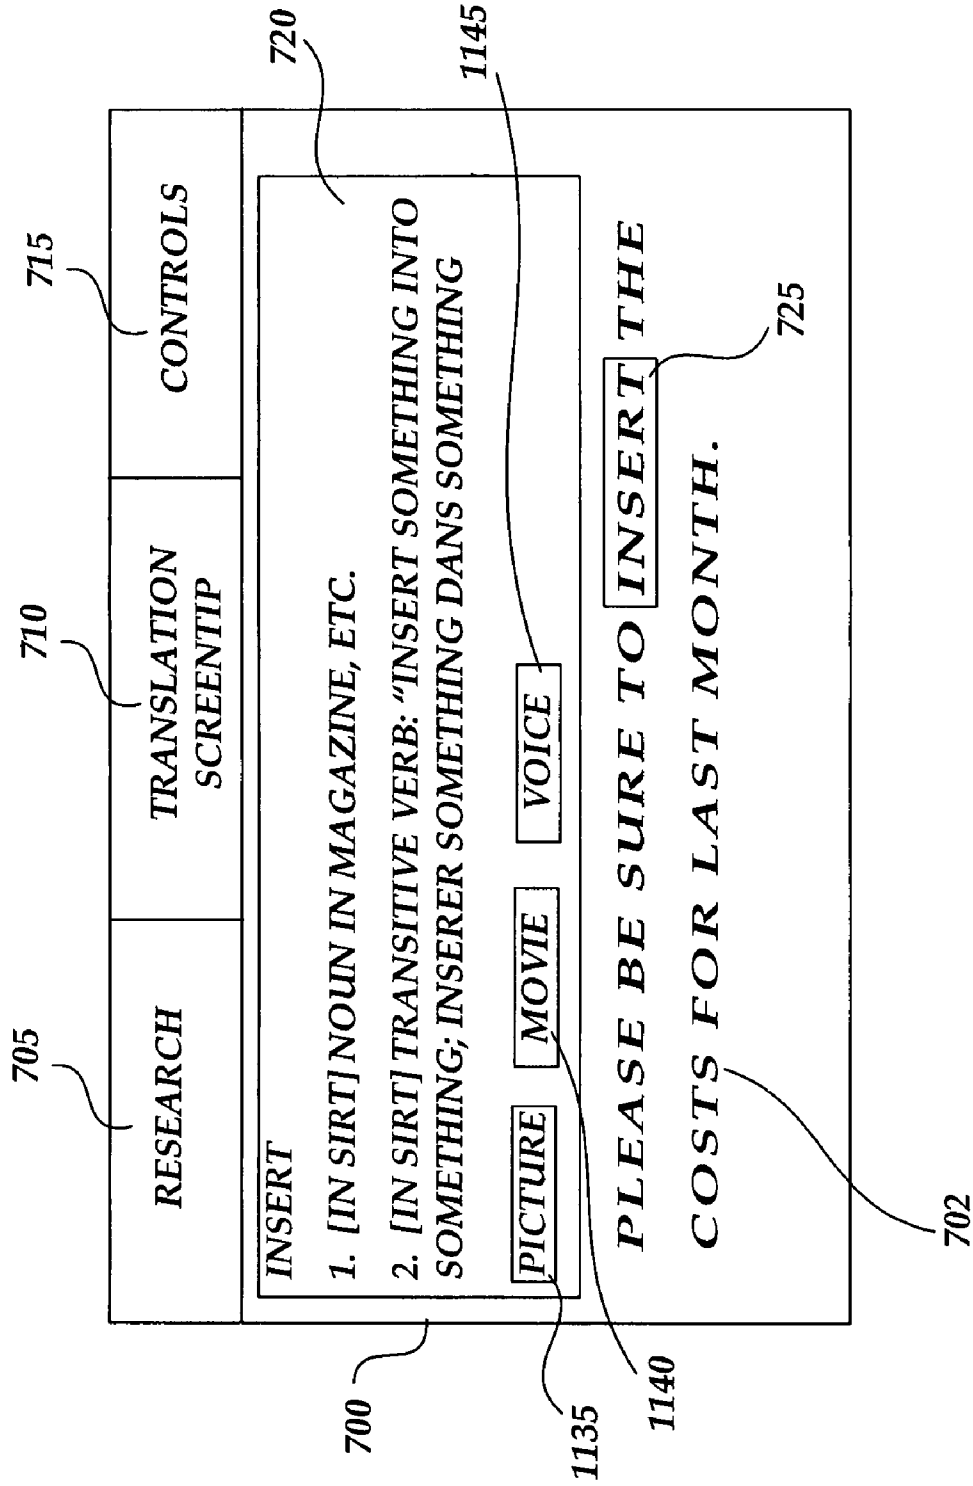 705
710
715
RESEARCH
TRANSLATION
SCREENTIP
CONTROLS
720
INSERT
1. [IN SIRT] NOUN IN MAGAZINE, ETC.
2. [IN SIRT] TRANSITIVE VERB: “INSERT SOMETHING INTO
SOMETHING; INSERER SOMETHING DANS SOMETHING
PICTURE
MOVIE
VOICE
700
1145
PLEASE BE SURE TO INSERT THE
COSTS FOR LAST MONTH.
1135
1140
725
702